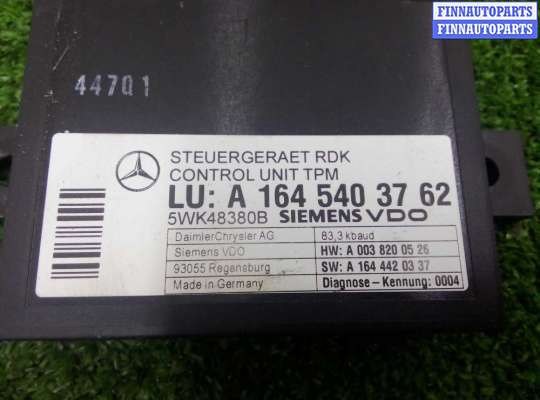 FINNAUTOPARTS
FINNAUTOPARTS
447Q1
STEUERGERAET RDK
CONTROL UNIT TPM
LU: A 164 540 37 62
5WK48380B SIEMENS VDO
DaimlerChrysler AG 83,3 kbaud
Siemens VDO HW: A 003 820 05 26
93055 Regensburg SW: A 164 442 03 37
Made in Germany Diagnose - Kennung: 0004